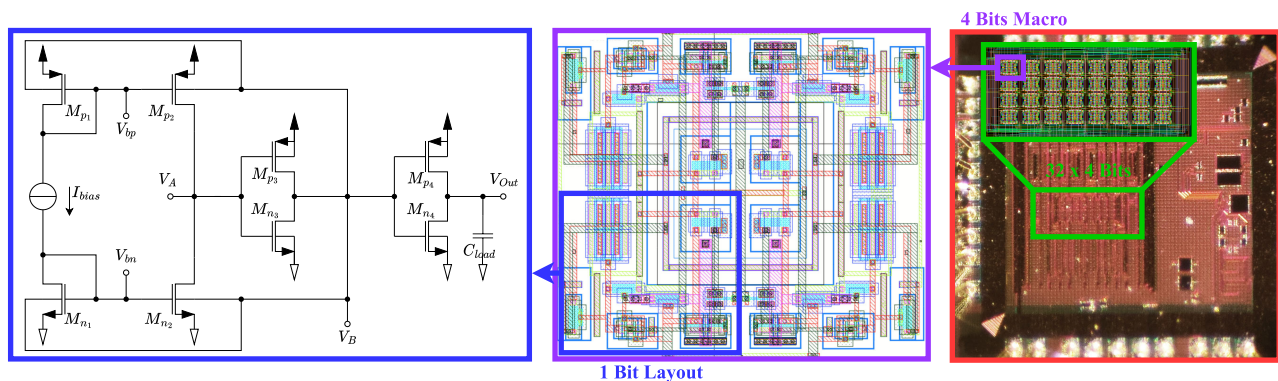 4 Bits Macro
M_{p_1}
M_{p_2}
V_{bp}
V_A
M_{p_3}
M_{p_4}
V_{Out}
32 x 4 Bits
I_{bias}
M_{n_3}
M_{n_4}
C_{load}
V_{bn}
M_{n_1}
M_{n_2}
V_B
1 Bit Layout